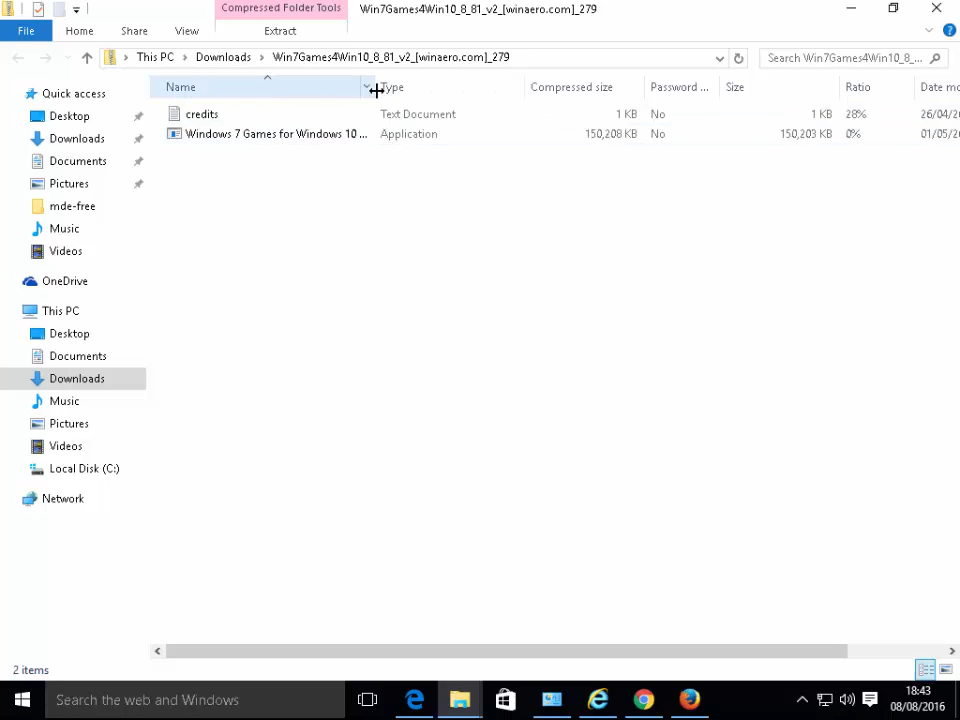 Compressed Folder Tools
Win7Games4Win10_8_81_v2_[winaero.com]_279
File Home Share View Extract
This PC Downloads Win7Games4Win10_8_81_v2_[winaero.com]_279
Search Win7Games4Win10_8_...
Name Type Compressed size Password ... Size Ratio Date mo
credits Text Document 1 KB No 1 KB 28% 26/04/20
Windows 7 Games for Windows 10 ... Application 150,208 KB No 150,203 KB 0% 01/05/20
Quick access
Desktop
Downloads
Documents
Pictures
mde-free
Music
Videos
OneDrive
This PC
Desktop
Documents
Downloads
Music
Pictures
Videos
Local Disk (C:)
Network
2 items
Search the web and Windows
18:43
08/08/2016